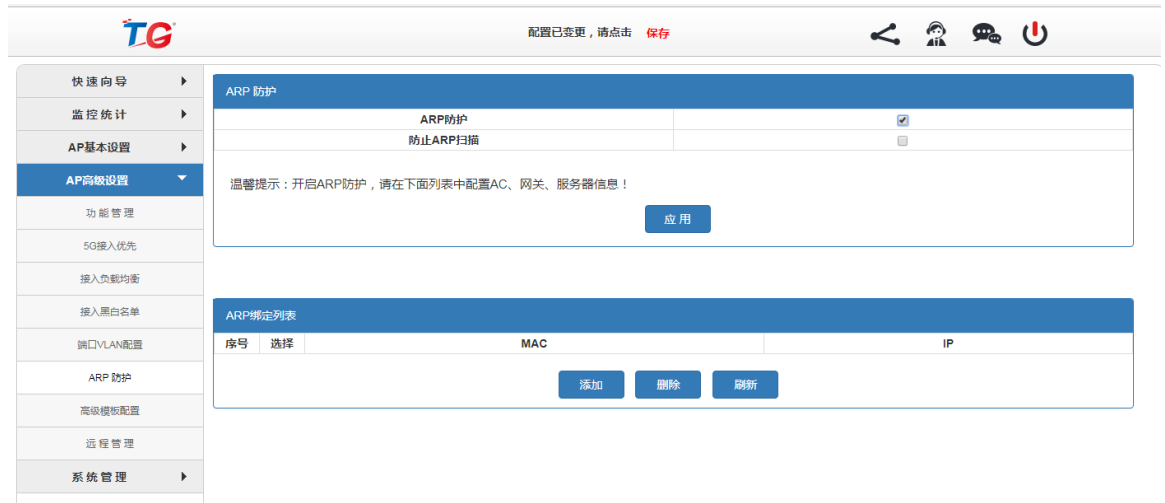 TG
配置已变更，请点击 保存
快速向导
监控统计
AP基本设置
AP高级设置
功能管理
5G接入优先
接入负载均衡
接入黑白名单
端口VLAN配置
ARP 防护
高级模板配置
远程管理
系统管理
ARP 防护
ARP防护
防止ARP扫描
温馨提示：开启ARP防护，请在下面列表中配置AC、网关、服务器信息！
应用
ARP绑定列表
序号 选择 MAC IP
添加 删除 刷新